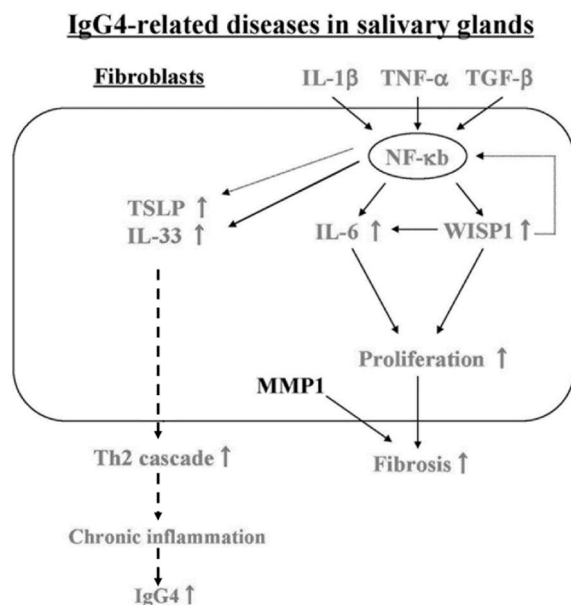 IgG4-related diseases in salivary glands
Fibroblasts
IL-1β TNF-α TGF-β
NF-κb
TSLP ↑
IL-33 ↑
IL-6 ↑
WISP1 ↑
Proliferation ↑
MMP1
Th2 cascade ↑
Fibrosis ↑
Chronic inflammation
IgG4 ↑